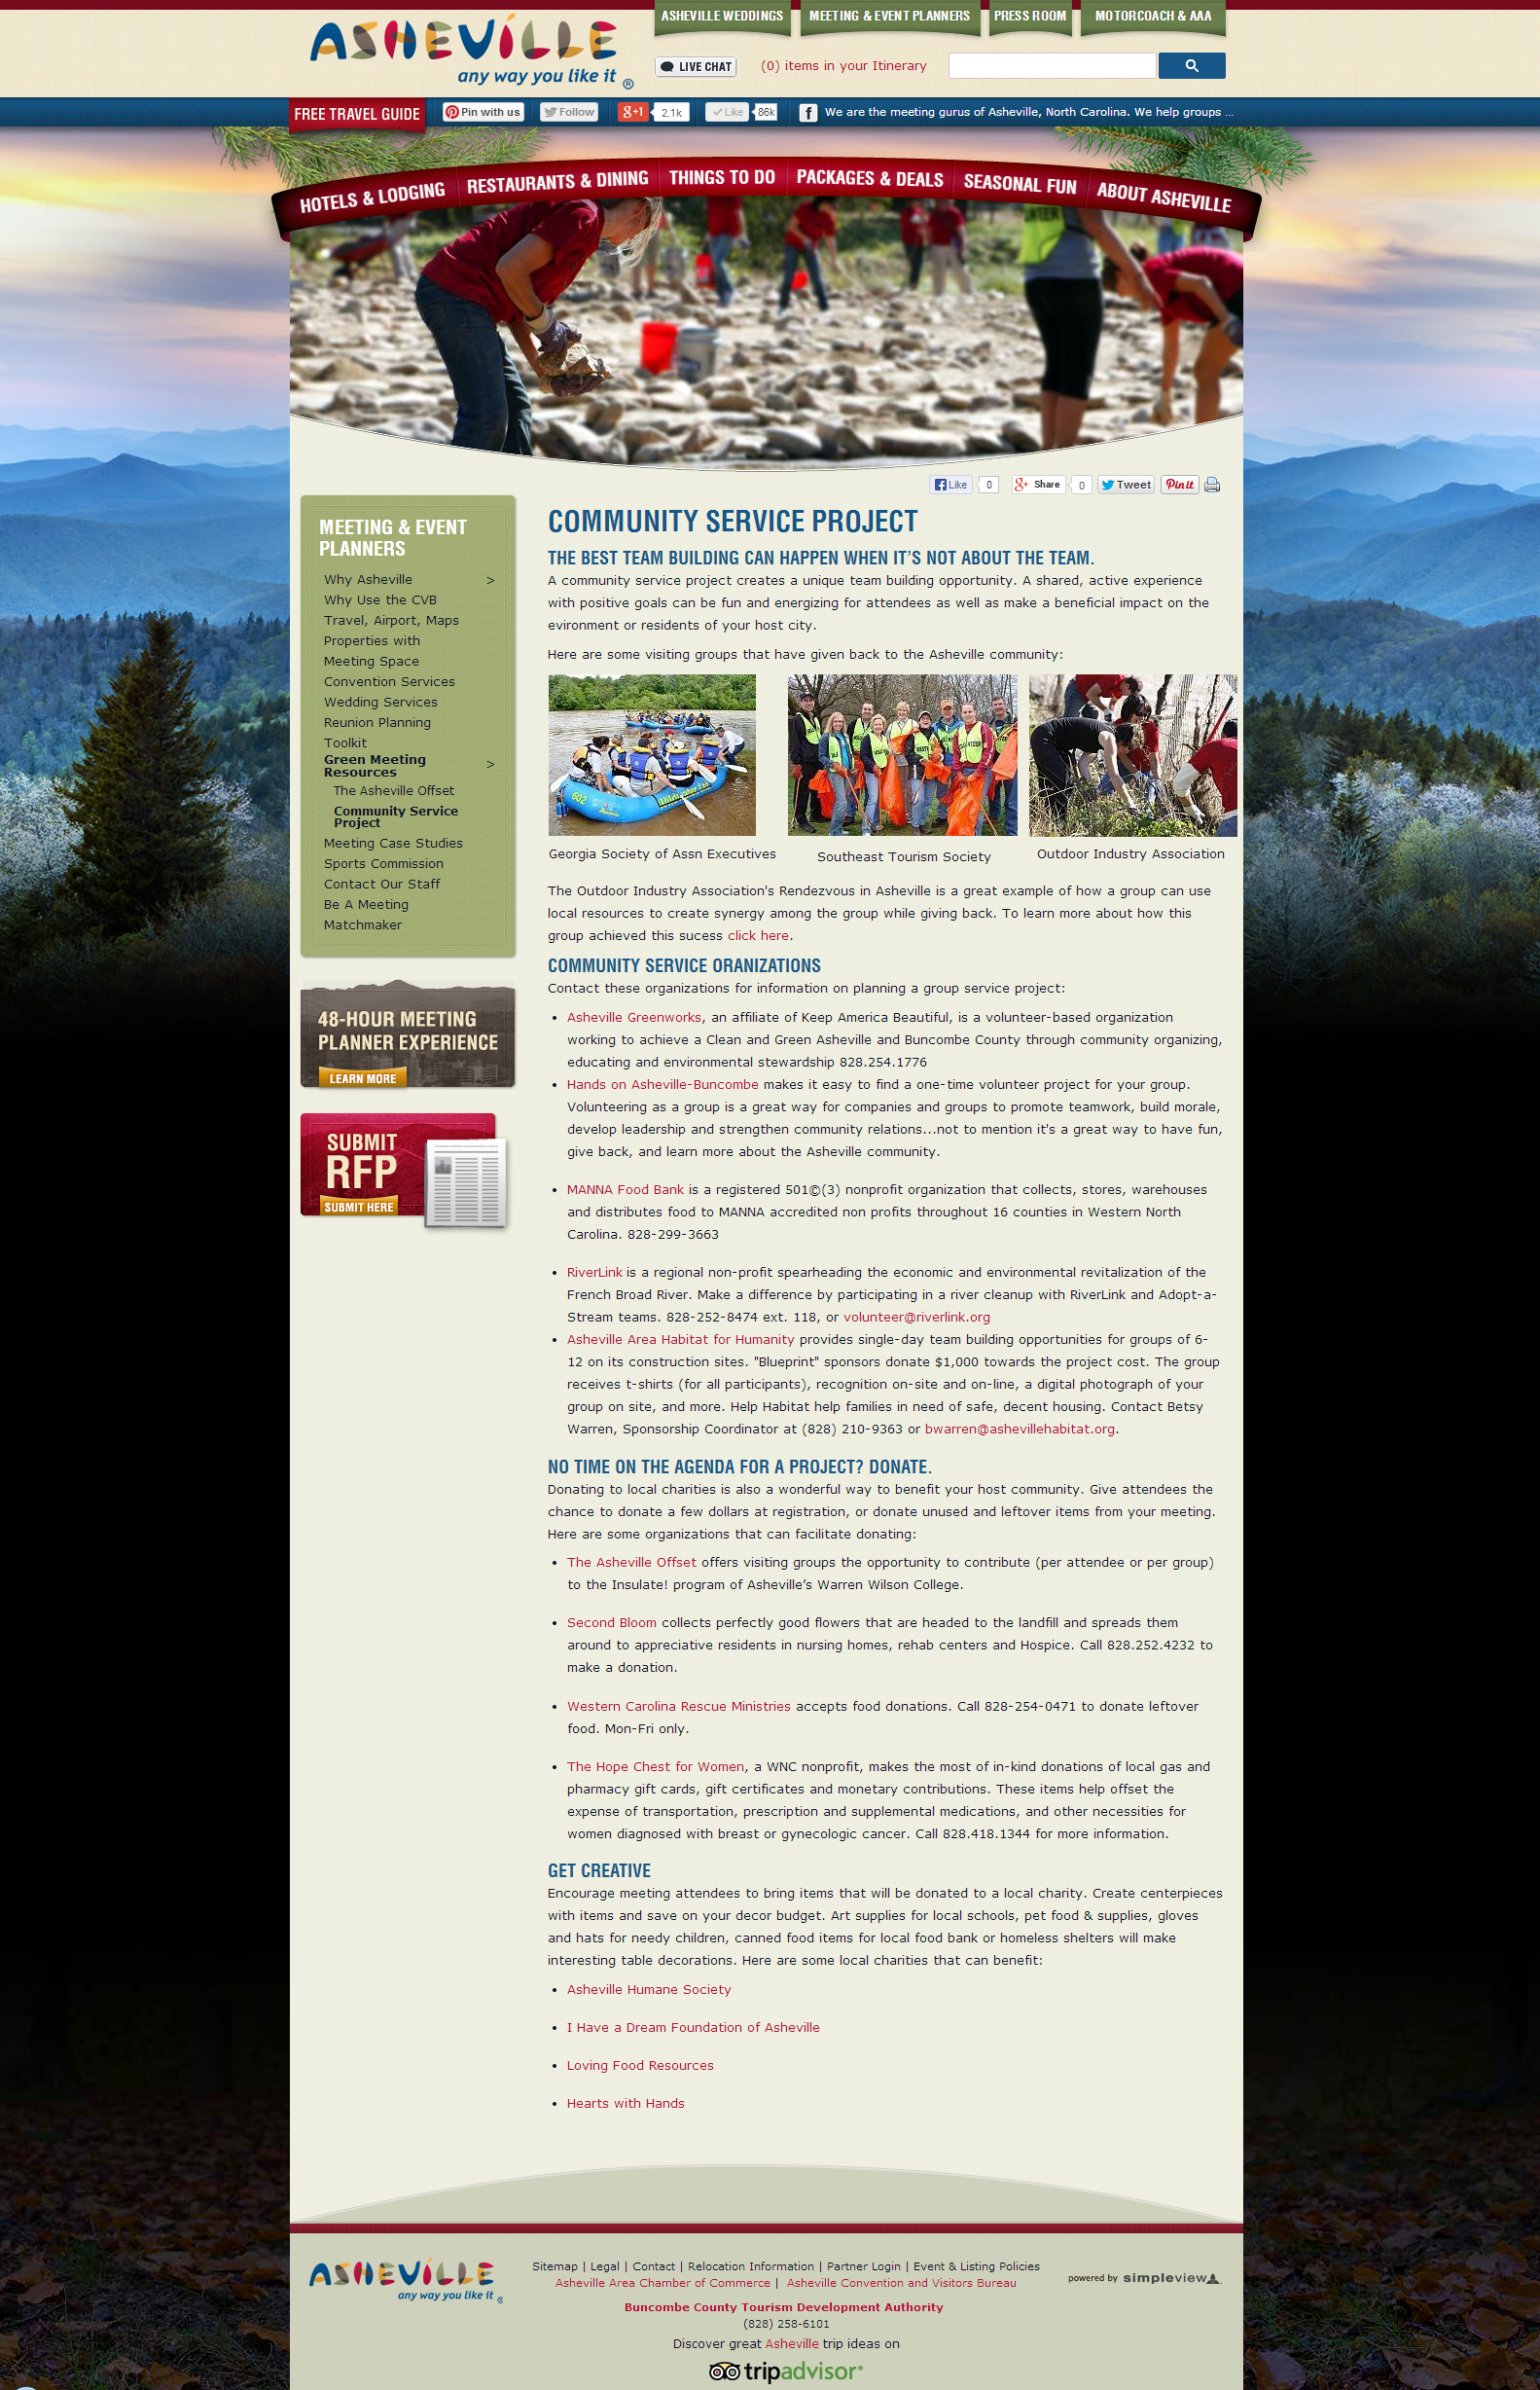 ASHEVILLE WEDDINGS
MEETING & EVENT PLANNERS
PRESS ROOM
MOTORCOACH & AAA
ASHEVILLE
any way you like it ®
LIVE CHAT
(0) items in your Itinerary
FREE TRAVEL GUIDE
Pin with us
Follow
g+1 2.1k
Like 86k
We are the meeting gurus of Asheville, North Carolina. We help groups ...
HOTELS & LODGING
RESTAURANTS & DINING
THINGS TO DO
PACKAGES & DEALS
SEASONAL FUN
ABOUT ASHEVILLE
Like 0
Share 0
Tweet
Pin it
MEETING & EVENT
PLANNERS
Why Asheville >
Why Use the CVB
Travel, Airport, Maps
Properties with
Meeting Space
Convention Services
Wedding Services
Reunion Planning
Toolkit
Green Meeting
Resources >
The Asheville Offset
Community Service
Project
Meeting Case Studies
Sports Commission
Contact Our Staff
Be A Meeting
Matchmaker
48-HOUR MEETING
PLANNER EXPERIENCE
LEARN MORE
SUBMIT
RFP
SUBMIT HERE
COMMUNITY SERVICE PROJECT
THE BEST TEAM BUILDING CAN HAPPEN WHEN IT'S NOT ABOUT THE TEAM.
A community service project creates a unique team building opportunity. A shared, active experience
with positive goals can be fun and energizing for attendees as well as make a beneficial impact on the
evironment or residents of your host city.
Here are some visiting groups that have given back to the Asheville community:
602
Georgia Society of Assn Executives
Southeast Tourism Society
Outdoor Industry Association
The Outdoor Industry Association's Rendezvous in Asheville is a great example of how a group can use
local resources to create synergy among the group while giving back. To learn more about how this
group achieved this sucess click here.
COMMUNITY SERVICE ORANIZATIONS
Contact these organizations for information on planning a group service project:
• Asheville Greenworks, an affiliate of Keep America Beautiful, is a volunteer-based organization
working to achieve a Clean and Green Asheville and Buncombe County through community organizing,
educating and environmental stewardship 828.254.1776
• Hands on Asheville-Buncombe makes it easy to find a one-time volunteer project for your group.
Volunteering as a group is a great way for companies and groups to promote teamwork, build morale,
develop leadership and strengthen community relations...not to mention it's a great way to have fun,
give back, and learn more about the Asheville community.
• MANNA Food Bank is a registered 501©(3) nonprofit organization that collects, stores, warehouses
and distributes food to MANNA accredited non profits throughout 16 counties in Western North
Carolina. 828-299-3663
• RiverLink is a regional non-profit spearheading the economic and environmental revitalization of the
French Broad River. Make a difference by participating in a river cleanup with RiverLink and Adopt-a-
Stream teams. 828-252-8474 ext. 118, or volunteer@riverlink.org
• Asheville Area Habitat for Humanity provides single-day team building opportunities for groups of 6-
12 on its construction sites. "Blueprint" sponsors donate $1,000 towards the project cost. The group
receives t-shirts (for all participants), recognition on-site and on-line, a digital photograph of your
group on site, and more. Help Habitat help families in need of safe, decent housing. Contact Betsy
Warren, Sponsorship Coordinator at (828) 210-9363 or bwarren@ashevillehabitat.org.
NO TIME ON THE AGENDA FOR A PROJECT? DONATE.
Donating to local charities is also a wonderful way to benefit your host community. Give attendees the
chance to donate a few dollars at registration, or donate unused and leftover items from your meeting.
Here are some organizations that can facilitate donating:
• The Asheville Offset offers visiting groups the opportunity to contribute (per attendee or per group)
to the Insulate! program of Asheville's Warren Wilson College.
• Second Bloom collects perfectly good flowers that are headed to the landfill and spreads them
around to appreciative residents in nursing homes, rehab centers and Hospice. Call 828.252.4232 to
make a donation.
• Western Carolina Rescue Ministries accepts food donations. Call 828-254-0471 to donate leftover
food. Mon-Fri only.
• The Hope Chest for Women, a WNC nonprofit, makes the most of in-kind donations of local gas and
pharmacy gift cards, gift certificates and monetary contributions. These items help offset the
expense of transportation, prescription and supplemental medications, and other necessities for
women diagnosed with breast or gynecologic cancer. Call 828.418.1344 for more information.
GET CREATIVE
Encourage meeting attendees to bring items that will be donated to a local charity. Create centerpieces
with items and save on your decor budget. Art supplies for local schools, pet food & supplies, gloves
and hats for needy children, canned food items for local food bank or homeless shelters will make
interesting table decorations. Here are some local charities that can benefit:
• Asheville Humane Society
• I Have a Dream Foundation of Asheville
• Loving Food Resources
• Hearts with Hands
ASHEVILLE
any way you like it ®
Sitemap | Legal | Contact | Relocation Information | Partner Login | Event & Listing Policies
Asheville Area Chamber of Commerce | Asheville Convention and Visitors Bureau
Buncombe County Tourism Development Authority
(828) 258-6101
Discover great Asheville trip ideas on
tripadvisor®
powered by simpleview